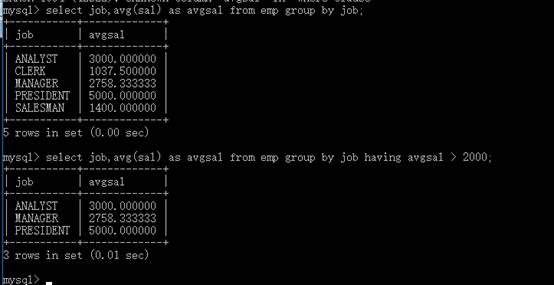 mysql> select job,avg(sal) as avgsal from emp group by job;
+-----------+-------------+
| job | avgsal |
+-----------+-------------+
| ANALYST | 3000.000000 |
| CLERK | 1037.500000 |
| MANAGER | 2758.333333 |
| PRESIDENT | 5000.000000 |
| SALESMAN | 1400.000000 |
+-----------+-------------+
5 rows in set (0.00 sec)
mysql> select job,avg(sal) as avgsal from emp group by job having avgsal > 2000;
+-----------+-------------+
| job | avgsal |
+-----------+-------------+
| ANALYST | 3000.000000 |
| MANAGER | 2758.333333 |
| PRESIDENT | 5000.000000 |
+-----------+-------------+
3 rows in set (0.01 sec)
mysql>